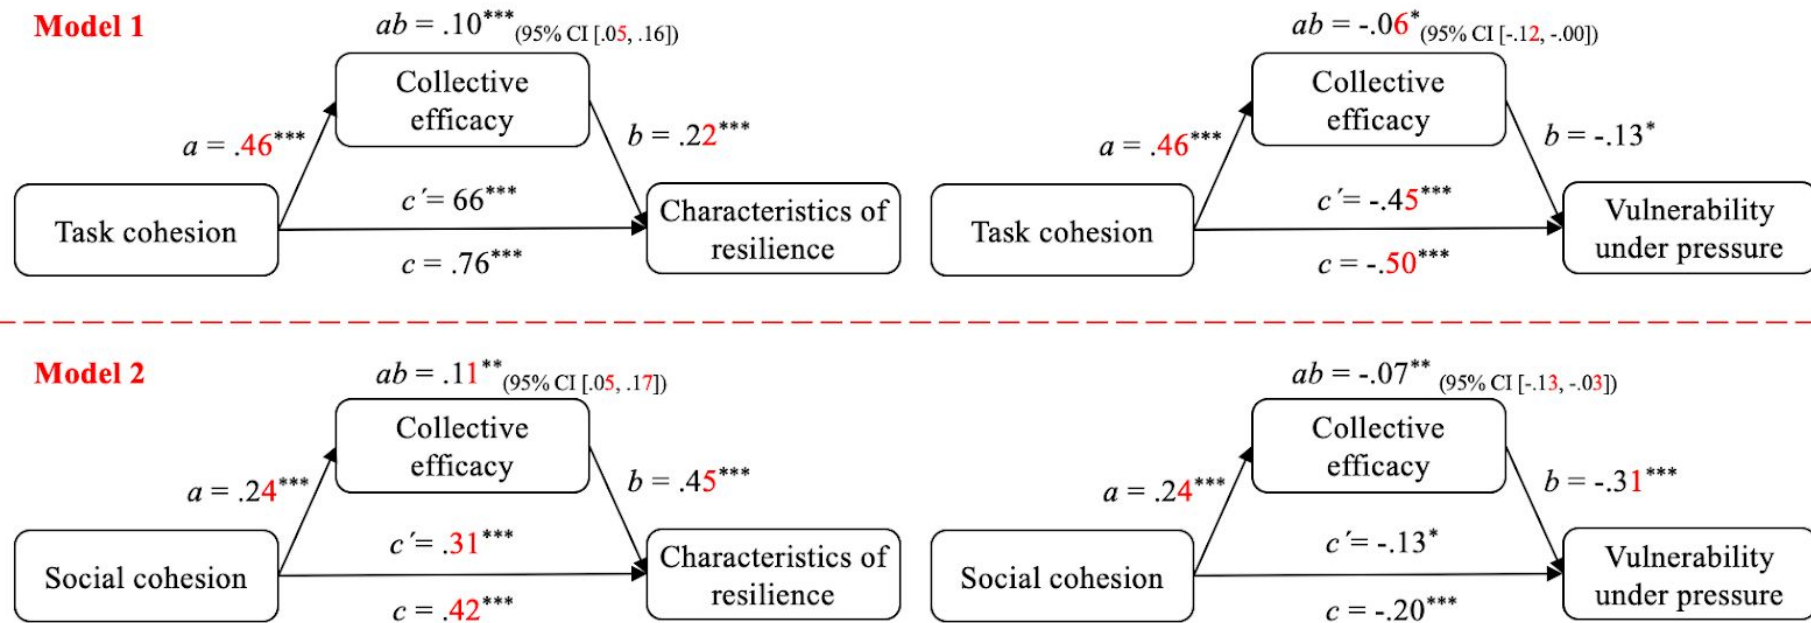 Model 1
ab = .10*** (95% CI [.05, .16])
Collective
efficacy
a = .46***
b = .22***
c´= 66***
Task cohesion
Characteristics of
resilience
c = .76***
ab = -.06* (95% CI [-.12, -.00])
Collective
efficacy
a = .46***
b = -.13*
c´= -.45***
Task cohesion
Vulnerability
under pressure
c = -.50***
Model 2
ab = .11** (95% CI [.05, .17])
Collective
efficacy
a = .24***
b = .45***
c´= .31***
Social cohesion
Characteristics of
resilience
c = .42***
ab = -.07** (95% CI [-.13, -.03])
Collective
efficacy
a = .24***
b = -.31***
c´= -.13*
Social cohesion
Vulnerability
under pressure
c = -.20***